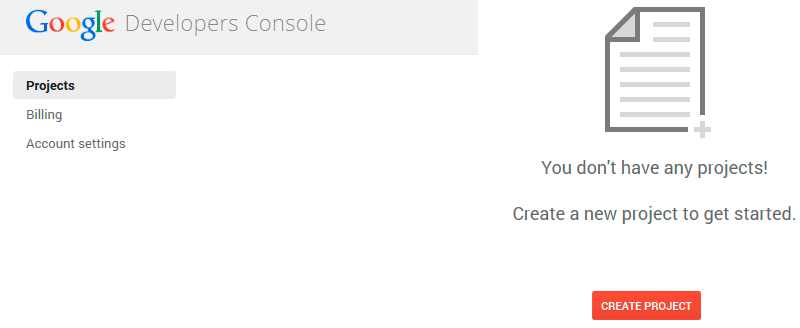 Google Developers Console
Projects
Billing
Account settings
You don't have any projects!
Create a new project to get started.
CREATE PROJECT